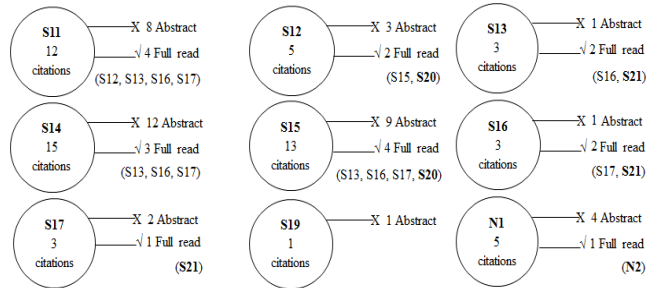 S11
12
citations
X 8 Abstract
√ 4 Full read
(S12, S13, S16, S17)
S12
5
citations
X 3 Abstract
√ 2 Full read
(S15, S20)
S13
3
citations
X 1 Abstract
√ 2 Full read
(S16, S21)
S14
15
citations
X 12 Abstract
√ 3 Full read
(S13, S16, S17)
S15
13
citations
X 9 Abstract
√ 4 Full read
(S13, S16, S17, S20)
S16
3
citations
X 1 Abstract
√ 2 Full read
(S17, S21)
S17
3
citations
X 2 Abstract
√ 1 Full read
(S21)
S19
1
citations
X 1 Abstract
N1
5
citations
X 4 Abstract
√ 1 Full read
(N2)